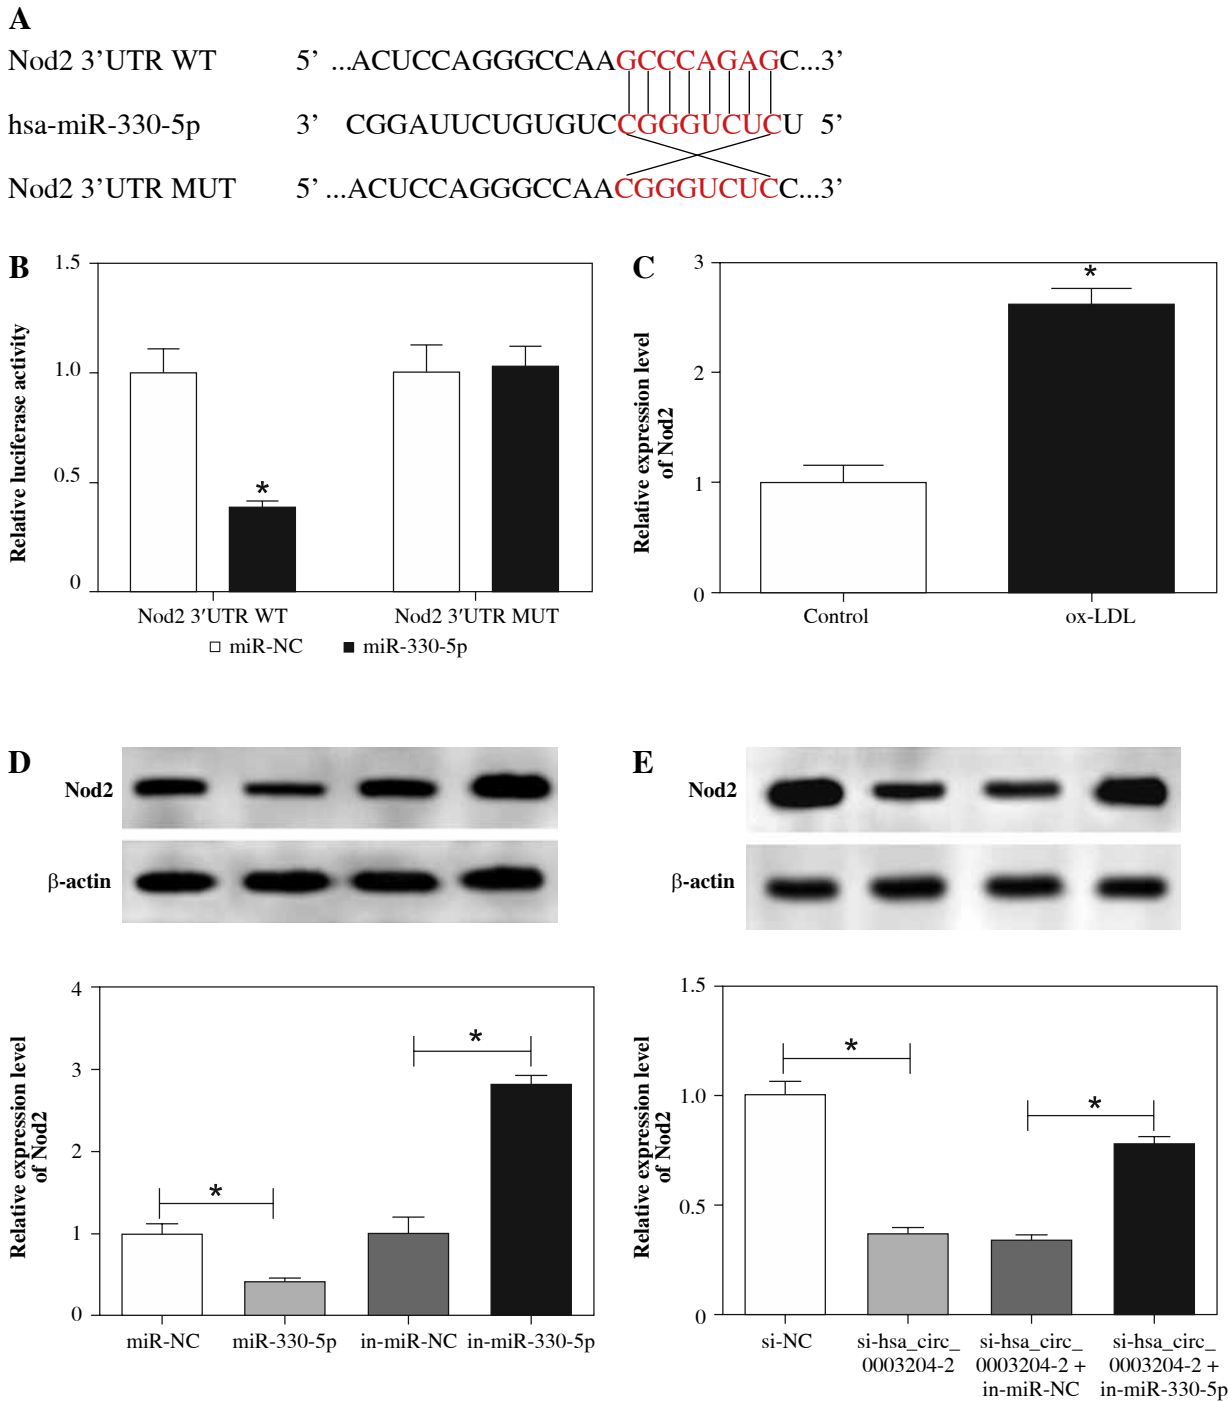 A
Nod2 3’UTR WT 5’ ...ACUCCAGGGCCAAGCCCAGAGC...3’
hsa-miR-330-5p 3’ CGGAUUCUGUGUCCGGGUCUCU 5’
Nod2 3’UTR MUT 5’ ...ACUCCAGGGCCAACGGGUCUCC...3’
B
Relative luciferase activity
1.5
1.0
0.5
0
*
Nod2 3′UTR WT Nod2 3′UTR MUT
miR-NC miR-330-5p
C
Relative expression level
of Nod2
3
2
1
0
*
Control ox-LDL
D
Nod2
β-actin
Relative expression level
of Nod2
4
3
2
1
0
* *
miR-NC miR-330-5p in-miR-NC in-miR-330-5p
E
Nod2
β-actin
Relative expression level
of Nod2
1.5
1.0
0.5
0
* *
si-NC si-hsa_circ_ si-hsa_circ_ si-hsa_circ_
0003204-2 0003204-2 + 0003204-2 +
in-miR-NC in-miR-330-5p